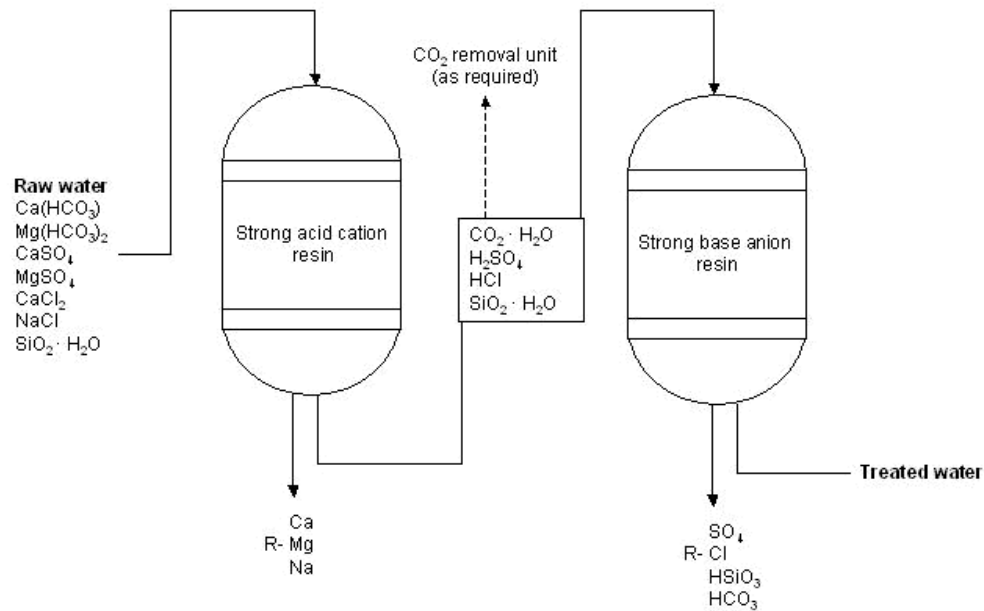 CO₂ removal unit
(as required)
Raw water
Ca(HCO₃)
Mg(HCO₃)₂
CaSO₄
MgSO₄
CaCl₂
NaCl
SiO₂ · H₂O
Strong acid cation
resin
CO₂ · H₂O
H₂SO₄
HCl
SiO₂ · H₂O
Strong base anion
resin
Treated water
Ca
R- Mg
Na
SO₄
R- Cl
HSiO₃
HCO₃